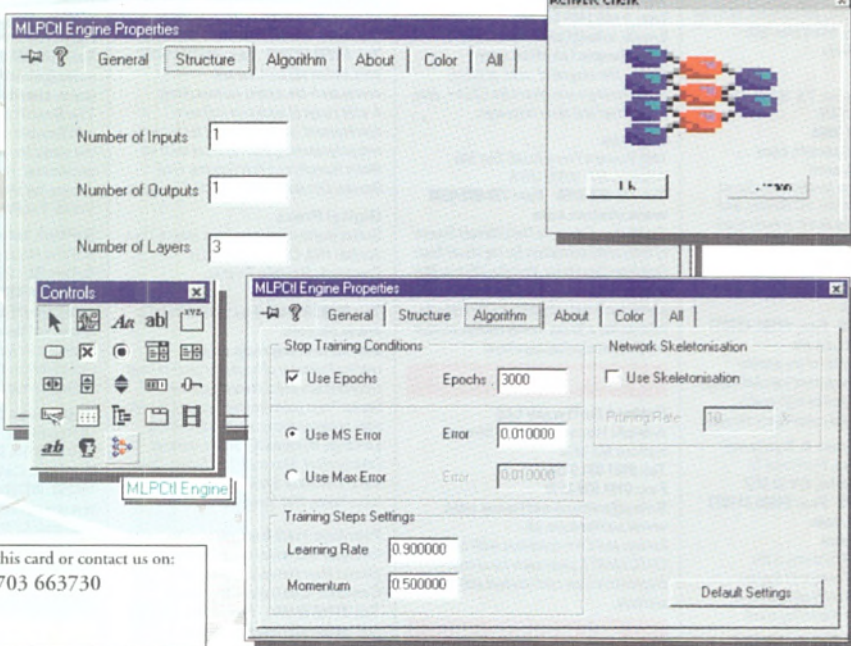 MLPCtl Engine Properties
General Structure Algorithm About Color All
Number of Inputs 1
Number of Outputs 1
Number of Layers 3
Controls
Aa ab| XYZ
ab
MLPCtl Engine
MLPCtl Engine Properties
General Structure Algorithm About Color All
Stop Training Conditions
Use Epochs Epochs 3000
Use MS Error Error 0.010000
Use Max Error Error 0.010000
Network Skeletonisation
Use Skeletonisation
Pruning Rate 10 %
Training Steps Settings
Learning Rate 0.900000
Momentum 0.500000
Default Settings
his card or contact us on:
703 663730